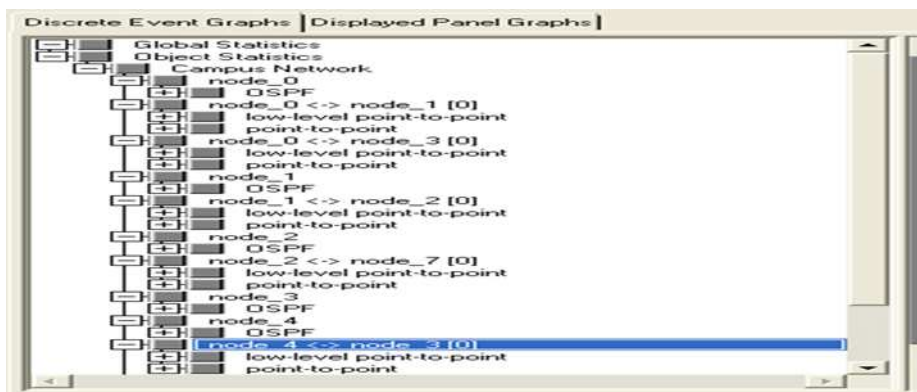 Discrete Event Graphs Displayed Panel Graphs
Global Statistics
Object Statistics
Campus Network
node_0
OSPF
node_0 <-> node_1 [0]
low-level point-to-point
point-to-point
node_0 <-> node_3 [0]
low-level point-to-point
point-to-point
node_1
OSPF
node_1 <-> node_2 [0]
low-level point-to-point
point-to-point
node_2
OSPF
node_2 <-> node_7 [0]
low-level point-to-point
point-to-point
node_3
OSPF
node_4
OSPF
node_4 <-> node_3 [0]
low-level point-to-point
point-to-point